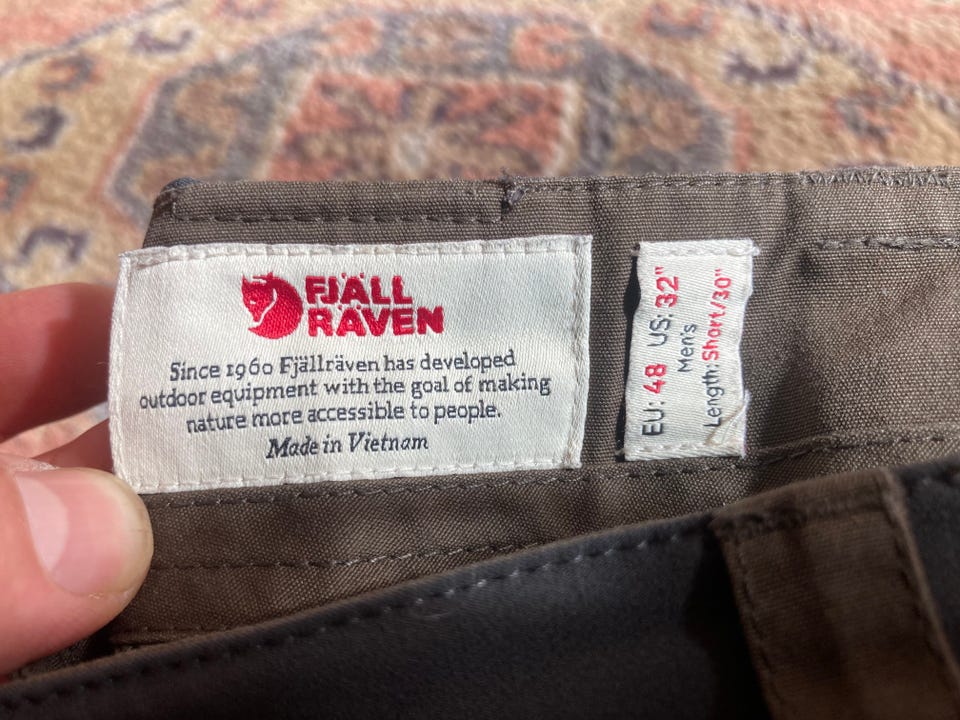 FJÄLL
RÄVEN
Since 1960 Fjällräven has developed
outdoor equipment with the goal of making
nature more accessible to people.
Made in Vietnam
EU: 48 US: 32"
Men's
Length: Short/30"